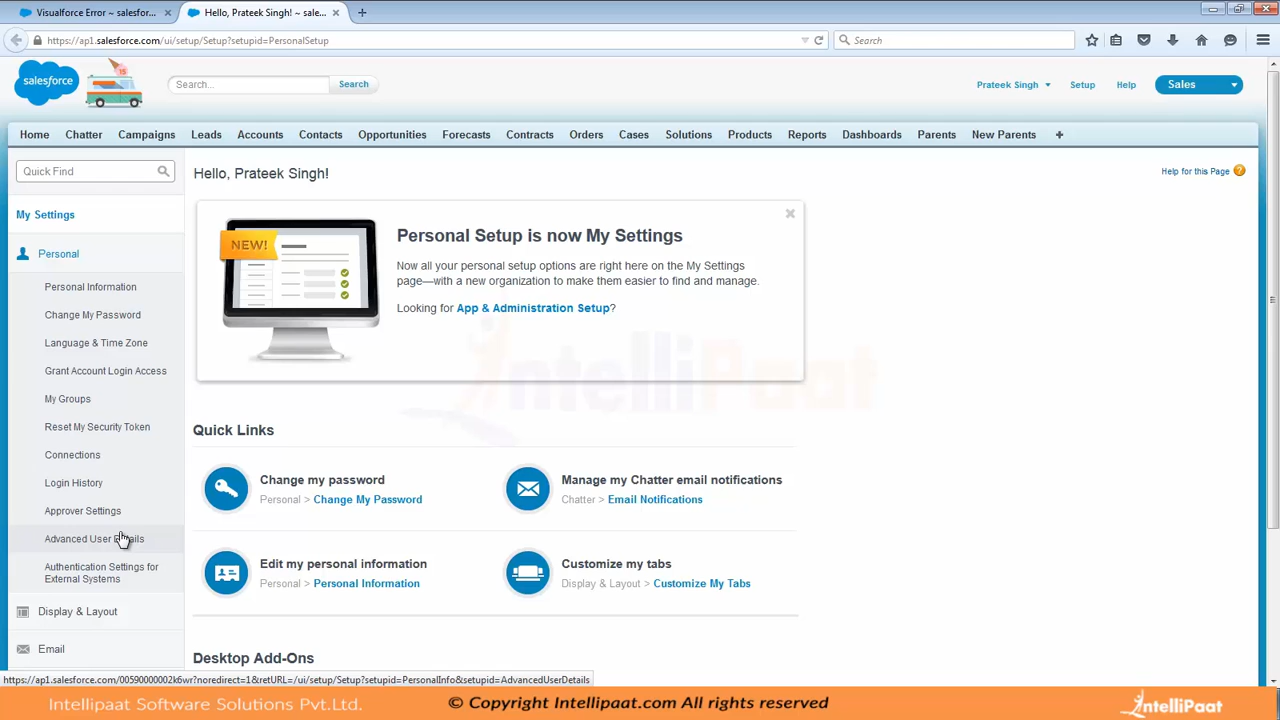 Visualforce Error ~ salesfor...
Hello, Prateek Singh! ~ sale...
https://ap1.salesforce.com/ui/setup/Setup?setupid=PersonalSetup
Search
salesforce
15
Search...
Search
Prateek Singh
Setup
Help
Sales
Home
Chatter
Campaigns
Leads
Accounts
Contacts
Opportunities
Forecasts
Contracts
Orders
Cases
Solutions
Products
Reports
Dashboards
Parents
New Parents
+
Quick Find
Hello, Prateek Singh!
Help for this Page
My Settings
Personal
Personal Information
Change My Password
Language & Time Zone
Grant Account Login Access
My Groups
Reset My Security Token
Connections
Login History
Approver Settings
Advanced User Details
Authentication Settings for
External Systems
Display & Layout
Email
NEW!
Personal Setup is now My Settings
Now all your personal setup options are right here on the My Settings
page—with a new organization to make them easier to find and manage.
Looking for App & Administration Setup?
IntelliPaat
Quick Links
Change my password
Personal > Change My Password
Manage my Chatter email notifications
Chatter > Email Notifications
Edit my personal information
Personal > Personal Information
Customize my tabs
Display & Layout > Customize My Tabs
Desktop Add-Ons
https://ap1.salesforce.com/00590000002k6wr?noredirect=1&retURL=/ui/setup/Setup?setupid=PersonalInfo&setupid=AdvancedUserDetails
Intellipaat Software Solutions Pvt.Ltd.
© Copyright Intellipaat.com All rights reserved
IntelliPaat